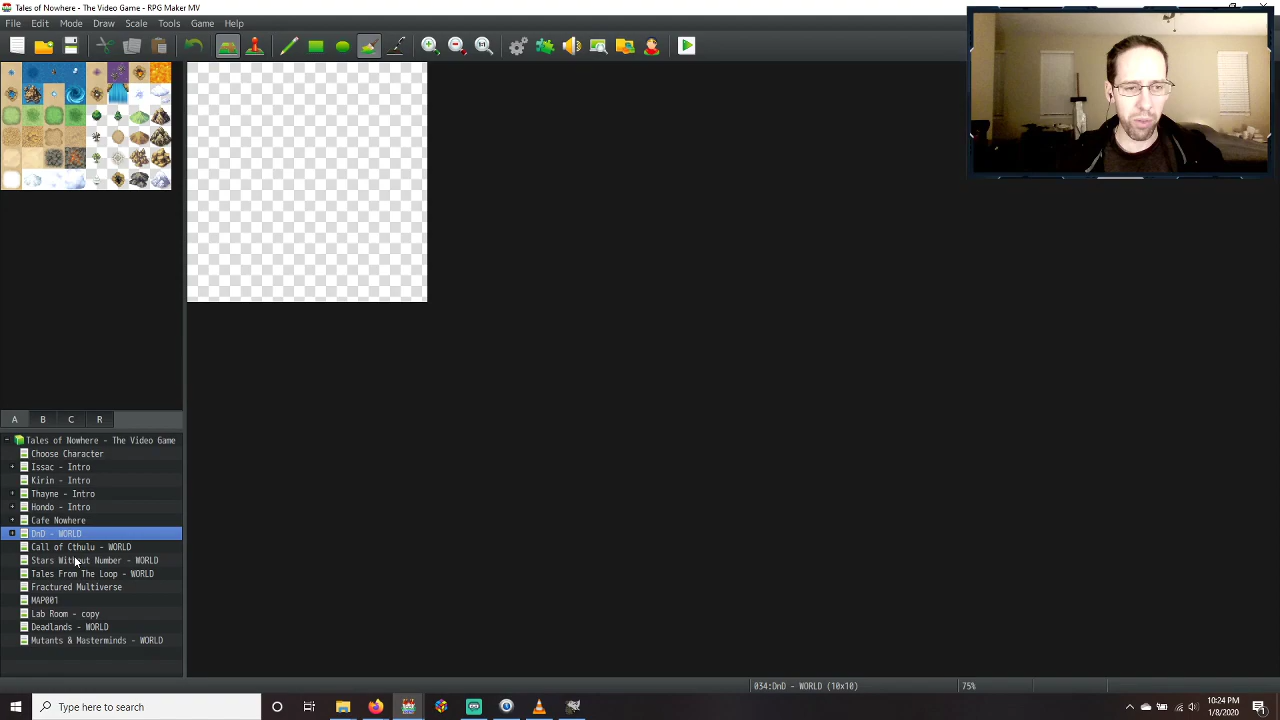 Tales of Nowhere - The Video Game - RPG Maker MV
File Edit Mode Draw Scale Tools Game Help
A B C R
Tales of Nowhere - The Video Game
Choose Character
Issac - Intro
Kirin - Intro
Thayne - Intro
Hondo - Intro
Cafe Nowhere
DnD - WORLD
Call of Cthulu - WORLD
Stars Without Number - WORLD
Tales From The Loop - WORLD
Fractured Multiverse
MAP001
Lab Room - copy
Deadlands - WORLD
Mutants & Masterminds - WORLD
034:DnD - WORLD (10x10) 75%
Type here to search
10:24 PM
1/8/2020